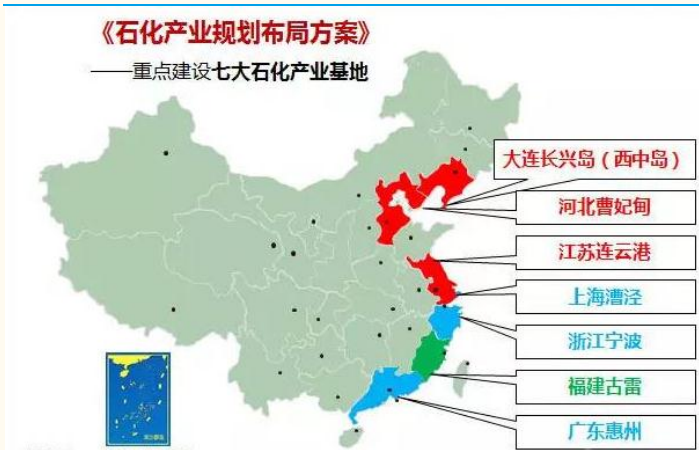 《石化产业规划布局方案》
——重点建设七大石化产业基地
大连长兴岛（西中岛）
河北曹妃甸
江苏连云港
上海漕泾
浙江宁波
福建古雷
广东惠州